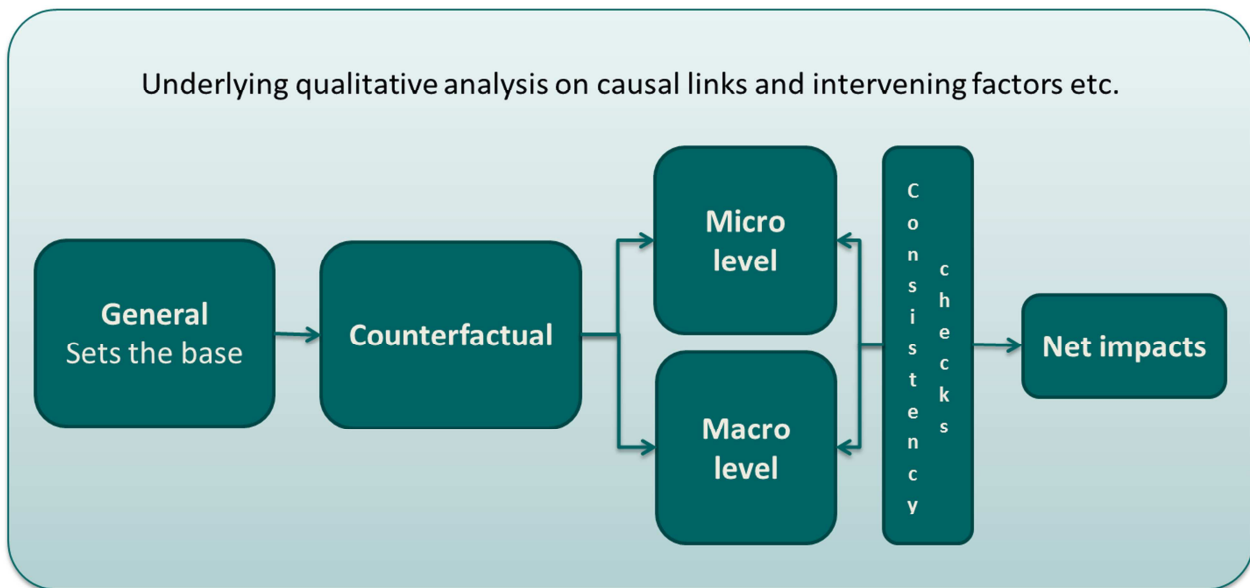 Underlying qualitative analysis on causal links and intervening factors etc.
General
Sets the base
Counterfactual
Micro
level
Macro
level
Consistency
checks
Net impacts